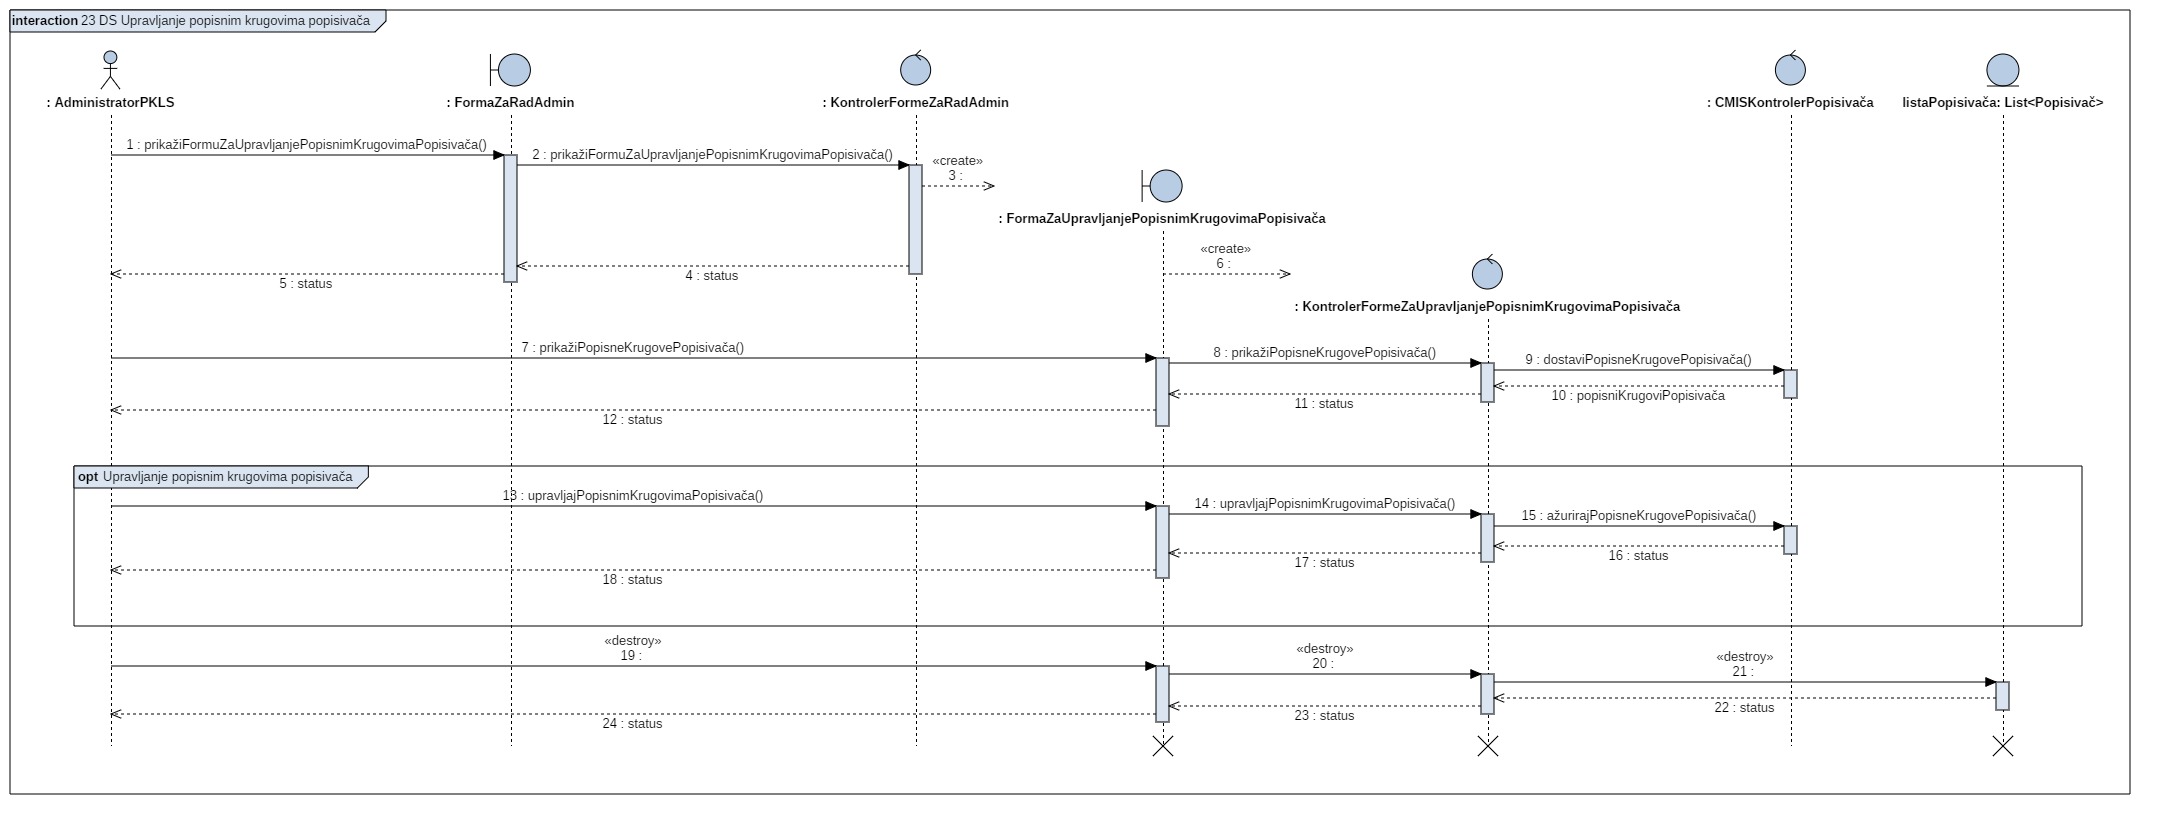 interaction 23 DS Upravljanje popisnim krugovima popisivača
: AdministratorPKLS
: FormaZaRadAdmin
: KontrolerFormeZaRadAdmin
: CMISKontrolerPopisivača
listaPopisivača: List<Popisivač>
1 : prikažiFormuZaUpravljanjePopisnimKrugovimaPopisivača()
2 : prikažiFormuZaUpravljanjePopisnimKrugovimaPopisivača()
«create»
3 :
: FormaZaUpravljanjePopisnimKrugovimaPopisivača
«create»
6 :
4 : status
5 : status
: KontrolerFormeZaUpravljanjePopisnimKrugovimaPopisivača
7 : prikažiPopisneKrugovePopisivača()
8 : prikažiPopisneKrugovePopisivača()
9 : dostaviPopisneKrugovePopisivača()
10 : popisniKrugoviPopisivača
11 : status
12 : status
opt Upravljanje popisnim krugovima popisivača
13 : upravljajPopisnimKrugovimaPopisivača()
14 : upravljajPopisnimKrugovimaPopisivača()
15 : ažurirajPopisneKrugovePopisivača()
16 : status
17 : status
18 : status
«destroy»
19 :
«destroy»
20 :
«destroy»
21 :
22 : status
23 : status
24 : status